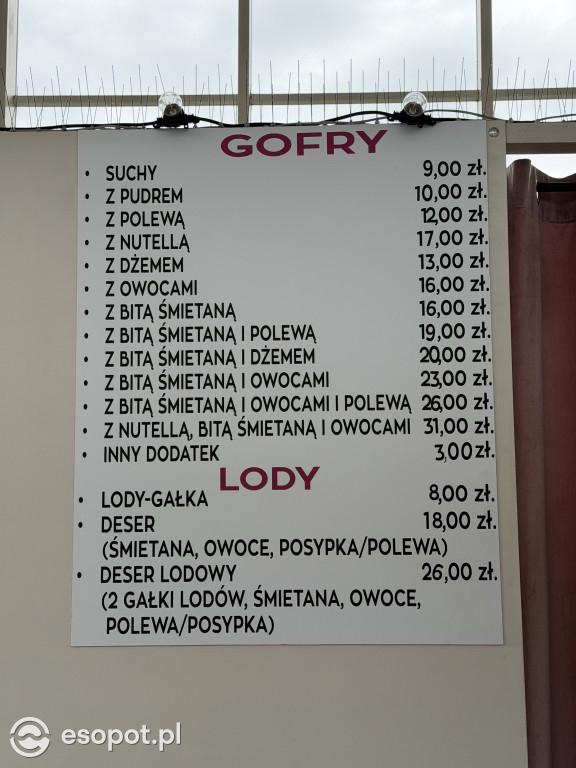 GOFRY
• SUCHY 9,00 zł.
• Z PUDREM 10,00 zł.
• Z POLEWĄ 12,00 zł.
• Z NUTELLĄ 17,00 zł.
• Z DŻEMEM 13,00 zł.
• Z OWOCAMI 16,00 zł.
• Z BITĄ ŚMIETANĄ 16,00 zł.
• Z BITĄ ŚMIETANĄ I POLEWĄ 19,00 zł.
• Z BITĄ ŚMIETANĄ I DŻEMEM 20,00 zł.
• Z BITĄ ŚMIETANĄ I OWOCAMI 23,00 zł.
• Z BITĄ ŚMIETANĄ I OWOCAMI I POLEWĄ 26,00 zł.
• Z NUTELLĄ, BITĄ ŚMIETANĄ I OWOCAMI 31,00 zł.
• INNY DODATEK 3,00 zł.
LODY
• LODY-GAŁKA 8,00 zł.
• DESER 18,00 zł.
(ŚMIETANA, OWOCE, POSYPKA/POLEWA)
• DESER LODOWY 26,00 zł.
(2 GAŁKI LODÓW, ŚMIETANA, OWOCE,
POLEWA/POSYPKA)
esopot.pl